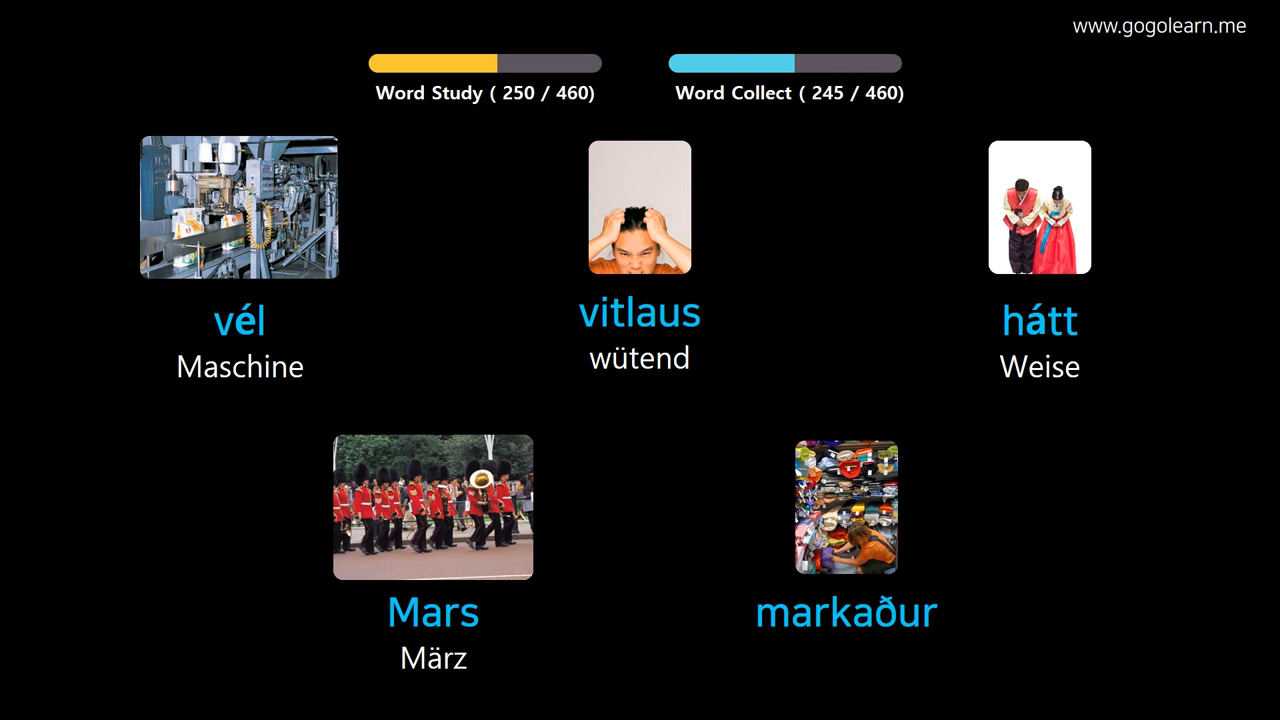 www.gogolearn.me
Word Study ( 250 / 460)
Word Collect ( 245 / 460)
vél
Maschine
vitlaus
wütend
hátt
Weise
Mars
März
markaður